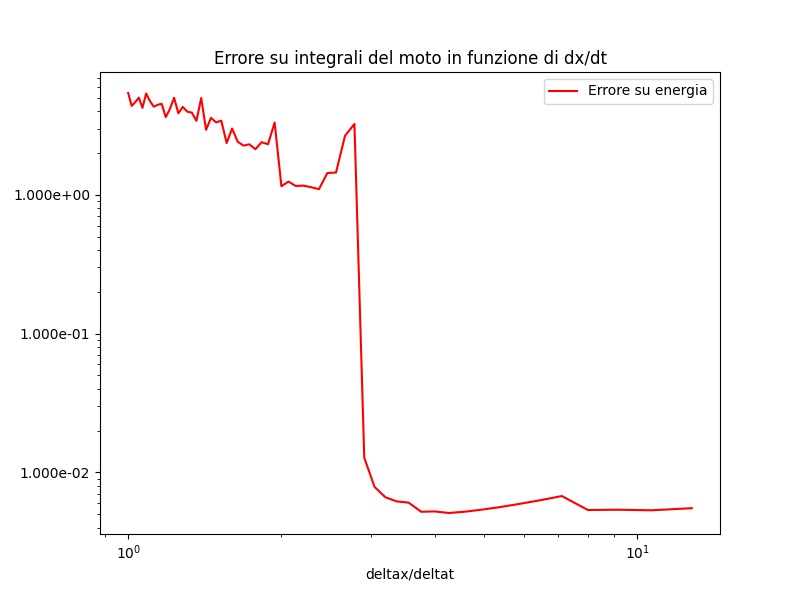 Errore su integrali del moto in funzione di dx/dt
Errore su energia
1.000e+00
1.000e-01
1.000e-02
10⁰
10¹
deltax/deltat